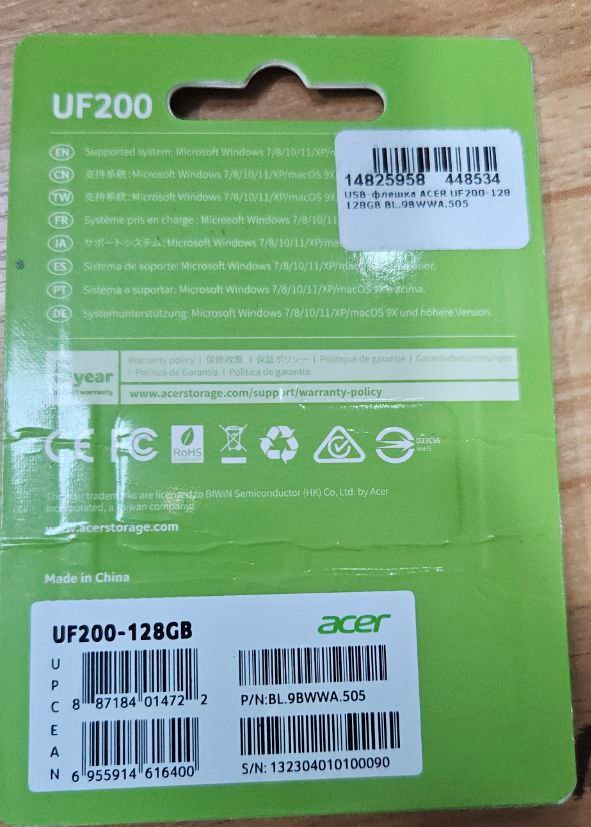 UF200
EN Supported system: Microsoft Windows 7/8/10/11/XP/m
CN 支持系统: Microsoft Windows 7/8/10/11/XP/macOS 9X
TW 支持系統: Microsoft Windows 7/8/10/11/XP/macOS 9X
FR Système pris en charge : Microsoft Windows 7/8/10/11
JA サポートシステム: Microsoft Windows 7/8/10/11/XP/ma
ES Sistema de soporte: Microsoft Windows 7/8/10/11/XP/mac superior.
PT Sistema a suportar: Microsoft Windows 7/8/10/11/XP/macOS 9X e acima.
DE Systemunterstützung: Microsoft Windows 7/8/10/11/XP/macOS 9X und höhere Version.
14825958 448534
USB-флешка ACER UF200-128
128GB BL.9BWWA.505
year
warranty
Warranty policy | 保修政策 | 保証ポリシー | Politique de garantie | Garantiebestimmungen
| Política de Garantía | Política de garantia
www.acerstorage.com/support/warranty-policy
CE FC RoHS
RoHS
The Acer trademarks are licensed to BIWIN Semiconductor (HK) Co., Ltd. by Acer
Incorporated, a Taiwan company.
www.acerstorage.com
Made in China
UF200-128GB
acer
UPC
8 87184 01472 2
P/N:BL.9BWWA.505
EAN
6 955914 616400
S/N: 132304010100090